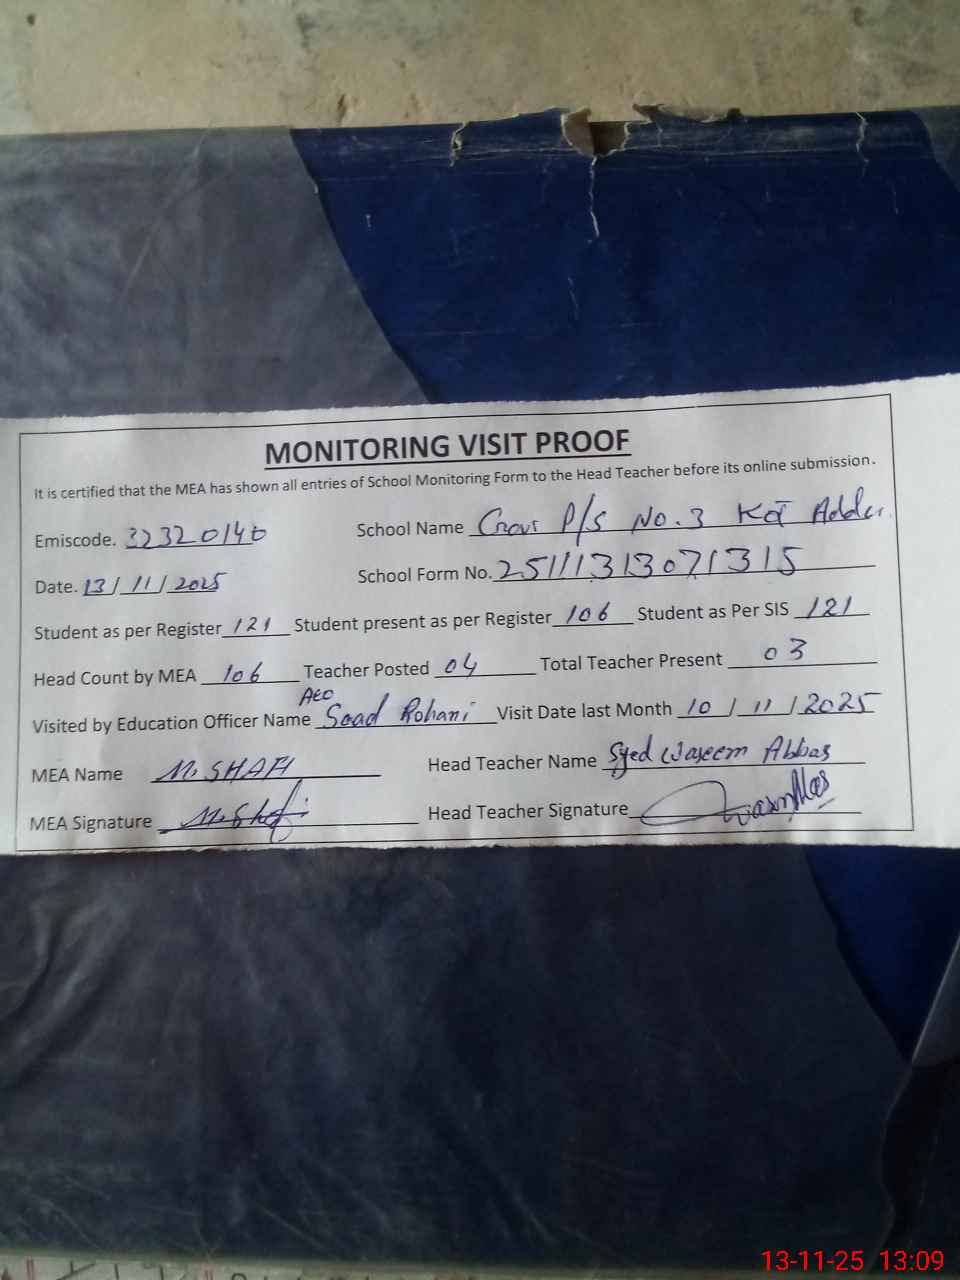 MONITORING VISIT PROOF
It is certified that the MEA has shown all entries of School Monitoring Form to the Head Teacher before its online submission.
Emiscode. 32320140 School Name Govt P/S No. 3 Kot Addu.
Date. 13/11/2025 School Form No. 25111313071315
Student as per Register 121 Student present as per Register 106 Student as Per SIS 121
Head Count by MEA 106 Teacher Posted 04 Total Teacher Present 03
AEO
Visited by Education Officer Name Saad Rohani Visit Date last Month 10/11/2025
MEA Name M. SHAFI Head Teacher Name Syed Waseem Abbas
MEA Signature M. Shafi Head Teacher Signature
13-11-25 13:09